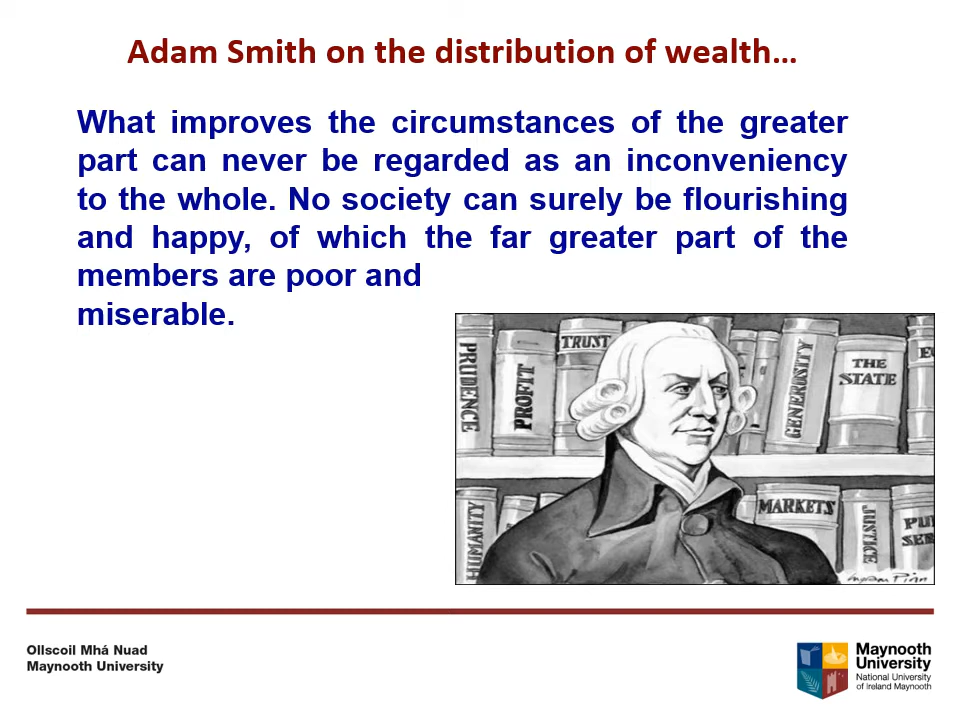 Adam Smith on the distribution of wealth…
What improves the circumstances of the greater
part can never be regarded as an inconveniency
to the whole. No society can surely be flourishing
and happy, of which the far greater part of the
members are poor and
miserable.
PRUDENCE
PROFIT
TRUST
GENEROSITY
THE
STATE
HUMANITY
MARKETS
JUSTICE
Ollscoil Mhá Nuad
Maynooth University
Maynooth
University
National University
of Ireland Maynooth